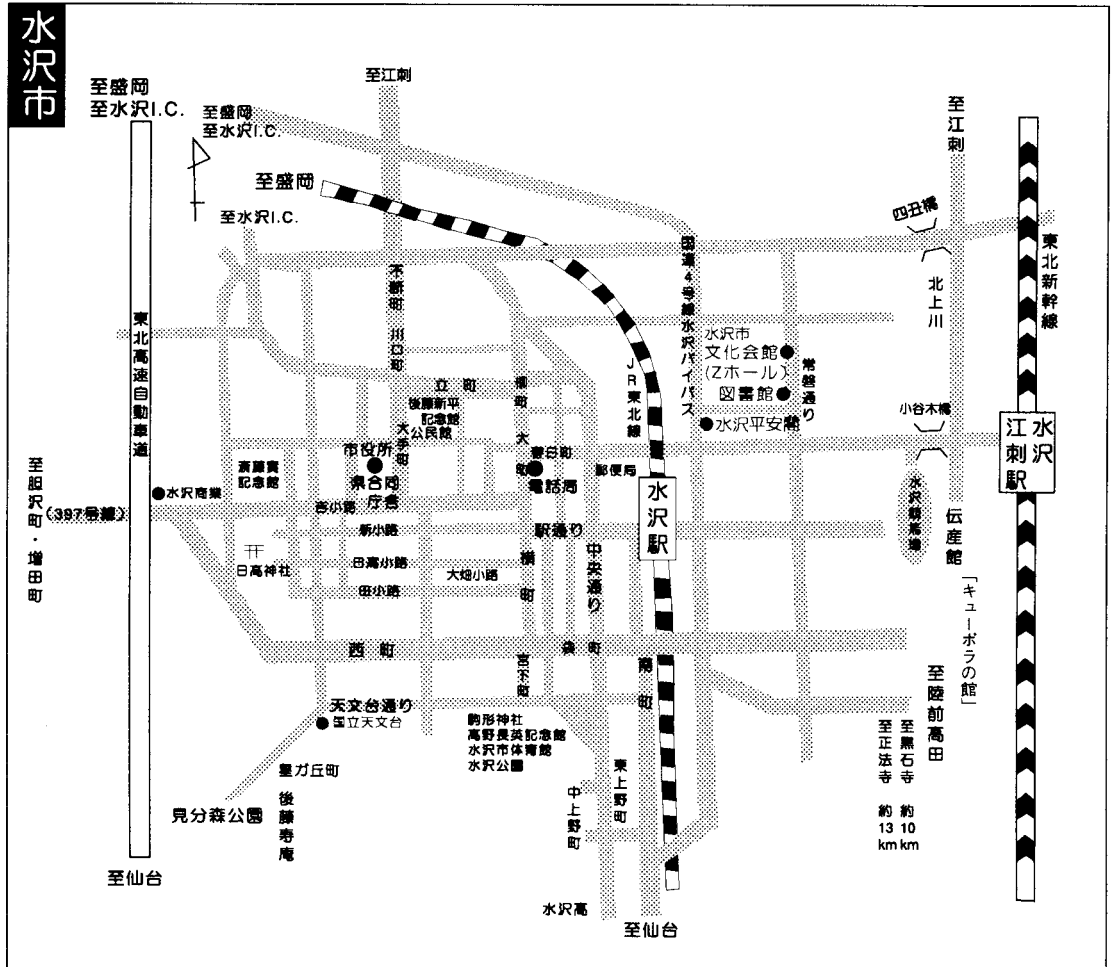 水沢市
至盛岡
至水沢I.C.
至盛岡
至水沢I.C.
至江刺
至盛岡
至水沢I.C.
至江刺
四丑橋
東北新幹線
北上川
国道4号線水沢バイパス
不断町
川口町
東北高速自動車道
水沢市
文化会館
(Zホール)
図書館
常盤通り
JR東北線
立町
柳町
後藤新平
記念館
公民館
大手町
大町
水沢平安閣
小谷木橋
水沢
江刺駅
市役所
県合同
庁舎
斎藤實
記念館
春日町
電話局
郵便局
水沢駅
水沢競馬場
伝産館
「キューポラの館」
至胆沢町・増田町
(397号線)
水沢商業
吉小路
新小路
駅通り
中央通り
日高神社
日高小路
大畑小路
横町
田小路
西町
袋町
宮下町
南町
天文台通り
国立天文台
駒形神社
高野長英記念館
水沢市体育館
水沢公園
至陸前高田
至黒石寺 約10km
至正法寺 約13km
東上野町
中上野町
見分森公園
後藤寿庵
至仙台
水沢高
至仙台